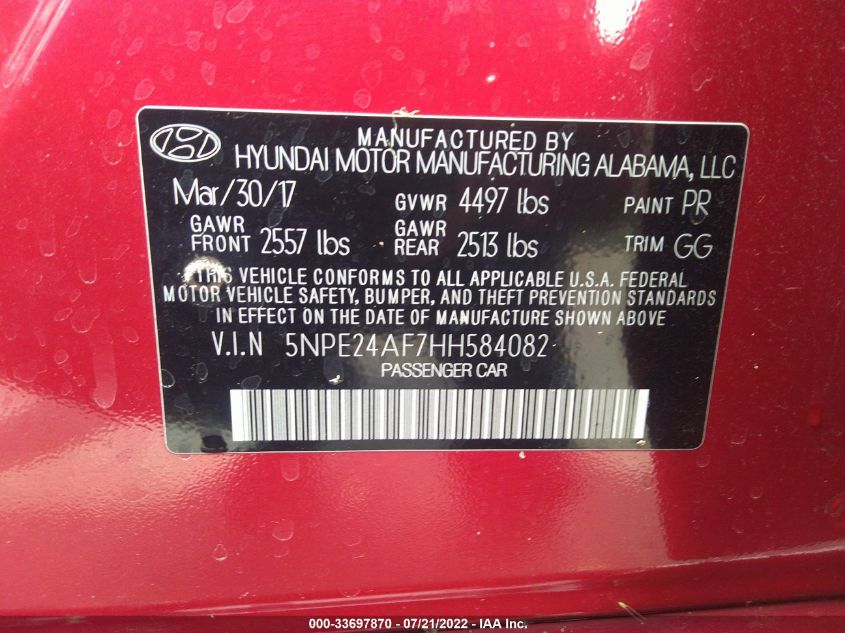 MANUFACTURED BY
HYUNDAI MOTOR MANUFACTURING ALABAMA, LLC
Mar/30/17 GVWR 4497 lbs PAINT PR
GAWR FRONT 2557 lbs GAWR REAR 2513 lbs TRIM GG
THIS VEHICLE CONFORMS TO ALL APPLICABLE U.S.A. FEDERAL
MOTOR VEHICLE SAFETY, BUMPER, AND THEFT PREVENTION STANDARDS
IN EFFECT ON THE DATE OF MANUFACTURE SHOWN ABOVE
V.I.N 5NPE24AF7HH584082
PASSENGER CAR
000-33697870 - 07/21/2022 - IAA Inc.